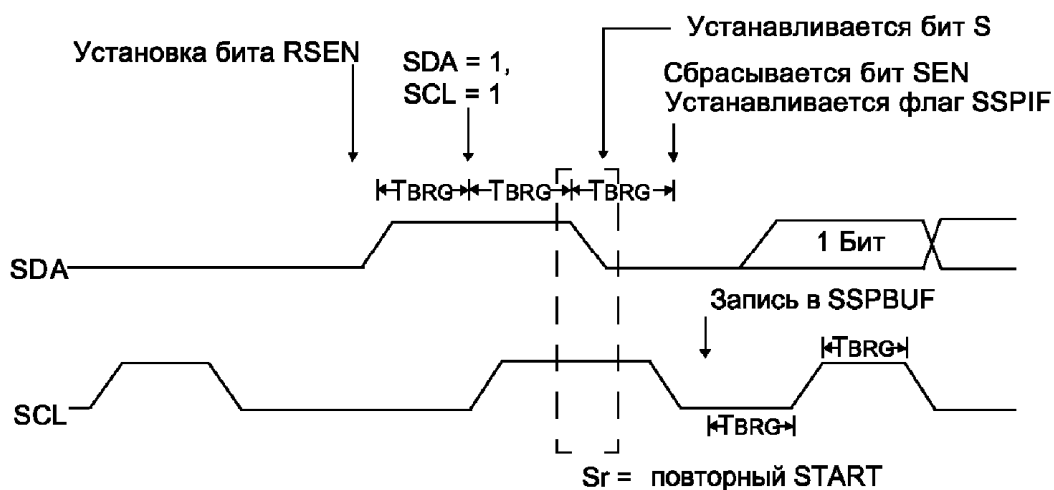 Устанавливается бит S
Установка бита RSEN
SDA = 1,
SCL = 1
Сбрасывается бит SEN
Устанавливается флаг SSPIF
TBRG TBRG TBRG
SDA
1 Бит
Запись в SSPBUF
TBRG
SCL
TBRG
Sr = повторный START